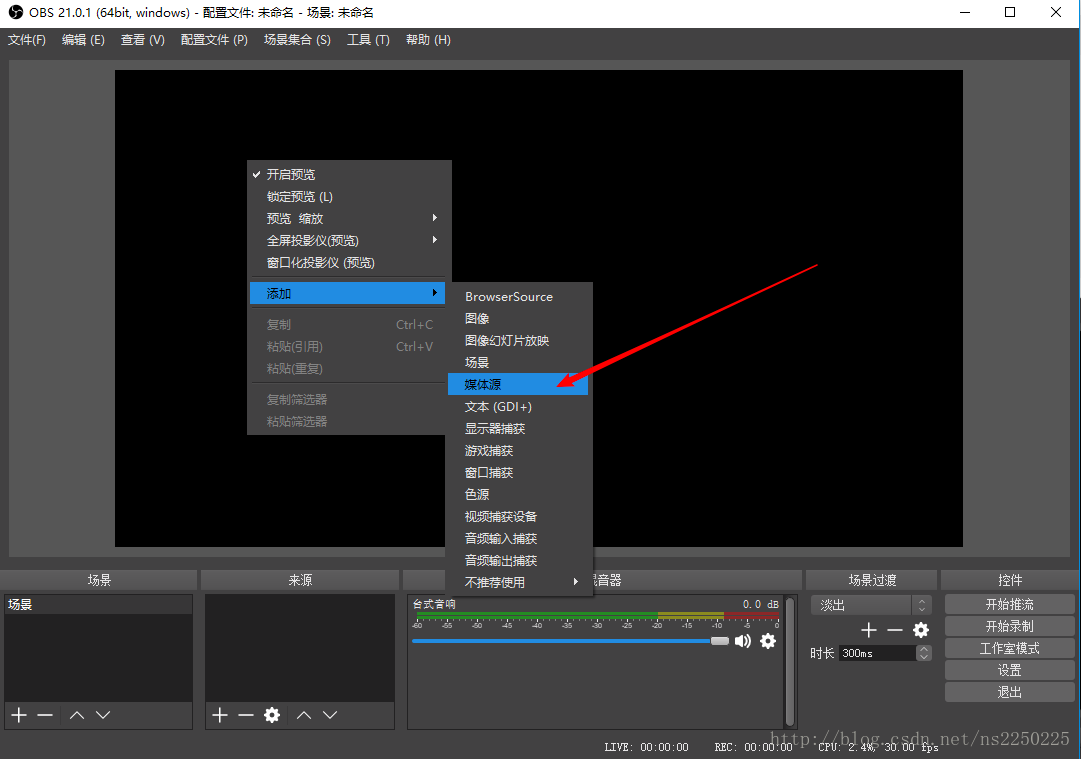 OBS 21.0.1 (64bit, windows) - 配置文件: 未命名 - 场景: 未命名
文件(F) 编辑 (E) 查看 (V) 配置文件 (P) 场景集合 (S) 工具 (T) 帮助 (H)
开启预览
锁定预览 (L)
预览 缩放
全屏投影仪(预览)
窗口化投影仪 (预览)
添加
复制 Ctrl+C
粘贴(引用) Ctrl+V
粘贴(重复)
复制筛选器
粘贴筛选器
BrowserSource
图像
图像幻灯片放映
场景
媒体源
文本 (GDI+)
显示器捕获
游戏捕获
窗口捕获
色源
视频捕获设备
音频输入捕获
音频输出捕获
不推荐使用
场景 来源 音器 场景过渡 控件
场景
台式音响 0.0 dB
-60 -55 -50 -45 -40 -35 -30 -25 -20 -15 -10 -5 0
淡出
时长 300ms
开始推流
开始录制
工作室模式
设置
退出
LIVE: 00:00:00 REC: 00:00:00 CPU: 2.4%, 30.00 fps
http://blog.csdn.net/ns2250225